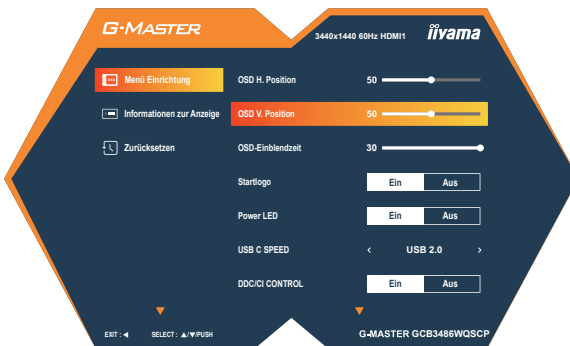 G-MASTER
3440x1440 60Hz HDMI1 iiyama
Menü Einrichtung
Informationen zur Anzeige
Zurücksetzen
OSD H. Position 50
OSD V. Position 50
OSD-Einblendzeit 30
Startlogo Ein Aus
Power LED Ein Aus
USB C SPEED ‹ USB 2.0 ›
DDC/CI CONTROL Ein Aus
EXIT : ◀ SELECT : ▲/▼/PUSH G-MASTER GCB3486WQSCP